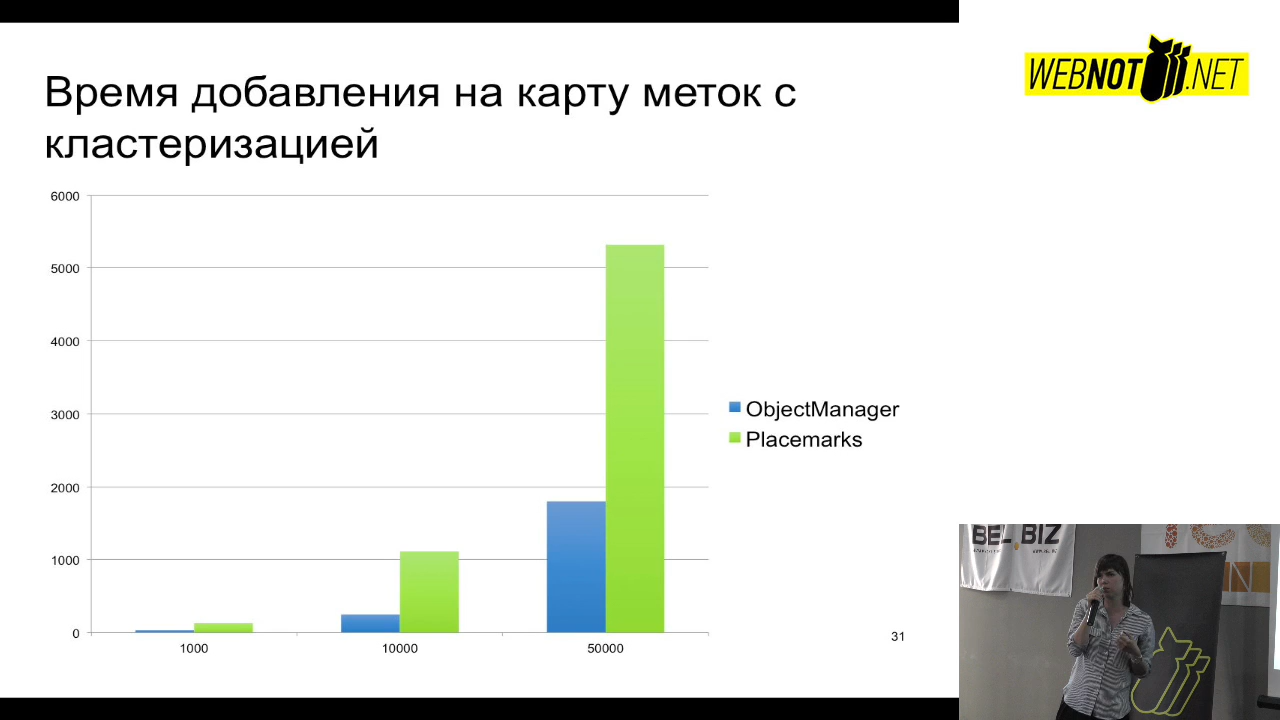 Время добавления на карту меток с
кластеризацией
6000
5000
4000
3000
2000
1000
0
1000
10000
50000
ObjectManager
Placemarks
31
WEBNOT.NET
BEL.BIZ